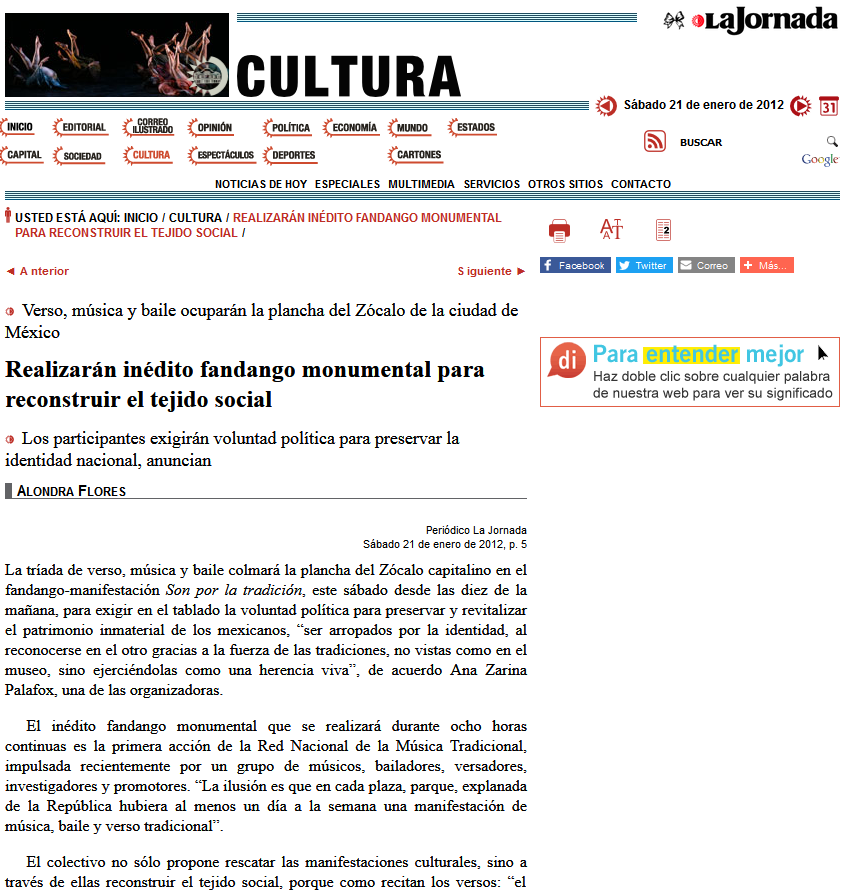 La Jornada
CULTURA
Sábado 21 de enero de 2012
31
INICIO
EDITORIAL
CORREO ILUSTRADO
OPINIÓN
POLÍTICA
ECONOMÍA
MUNDO
ESTADOS
CAPITAL
SOCIEDAD
CULTURA
ESPECTÁCULOS
DEPORTES
CARTONES
BUSCAR
Google
NOTICIAS DE HOY ESPECIALES MULTIMEDIA SERVICIOS OTROS SITIOS CONTACTO
USTED ESTÁ AQUÍ: INICIO / CULTURA / REALIZARÁN INÉDITO FANDANGO MONUMENTAL
PARA RECONSTRUIR EL TEJIDO SOCIAL /
A nterior
S iguiente
Facebook
Twitter
Correo
Más...
Verso, música y baile ocuparán la plancha del Zócalo de la ciudad de
México
Realizarán inédito fandango monumental para
reconstruir el tejido social
Los participantes exigirán voluntad política para preservar la
identidad nacional, anuncian
ALONDRA FLORES
Periódico La Jornada
Sábado 21 de enero de 2012, p. 5
La tríada de verso, música y baile colmará la plancha del Zócalo capitalino en el
fandango-manifestación Son por la tradición, este sábado desde las diez de la
mañana, para exigir en el tablado la voluntad política para preservar y revitalizar
el patrimonio inmaterial de los mexicanos, “ser arropados por la identidad, al
reconocerse en el otro gracias a la fuerza de las tradiciones, no vistas como en el
museo, sino ejerciéndolas como una herencia viva”, de acuerdo Ana Zarina
Palafox, una de las organizadoras.
El inédito fandango monumental que se realizará durante ocho horas
continuas es la primera acción de la Red Nacional de la Música Tradicional,
impulsada recientemente por un grupo de músicos, bailadores, versadores,
investigadores y promotores. “La ilusión es que en cada plaza, parque, explanada
de la República hubiera al menos un día a la semana una manifestación de
música, baile y verso tradicional”.
El colectivo no sólo propone rescatar las manifestaciones culturales, sino a
través de ellas reconstruir el tejido social, porque como recitan los versos: “el
di
Para entender mejor
Haz doble clic sobre cualquier palabra
de nuestra web para ver su significado